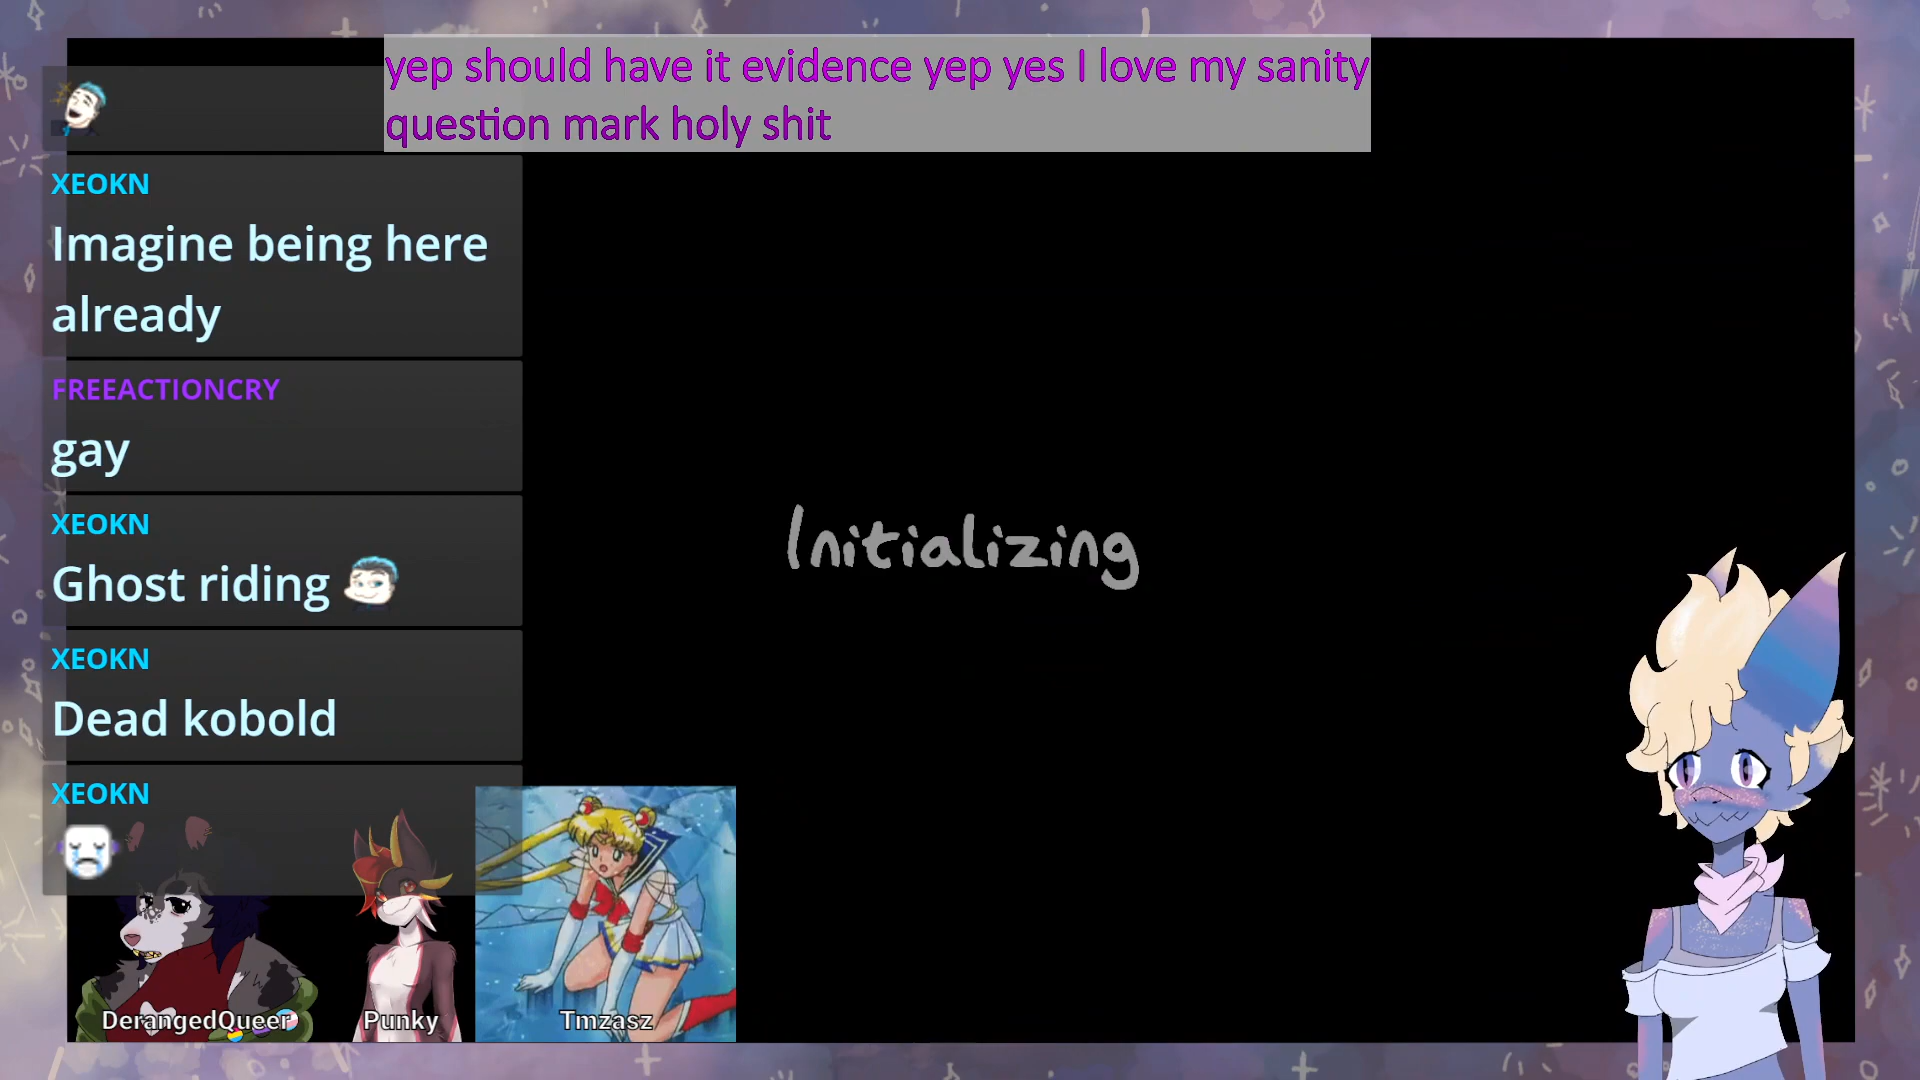 yep should have it evidence yep yes I love my sanity
question mark holy shit
XEOKN
Imagine being here
already
FREEACTIONCRY
gay
XEOKN
Ghost riding
XEOKN
Dead kobold
XEOKN
Initializing
DerangedQueer
Punky
Tmzasz